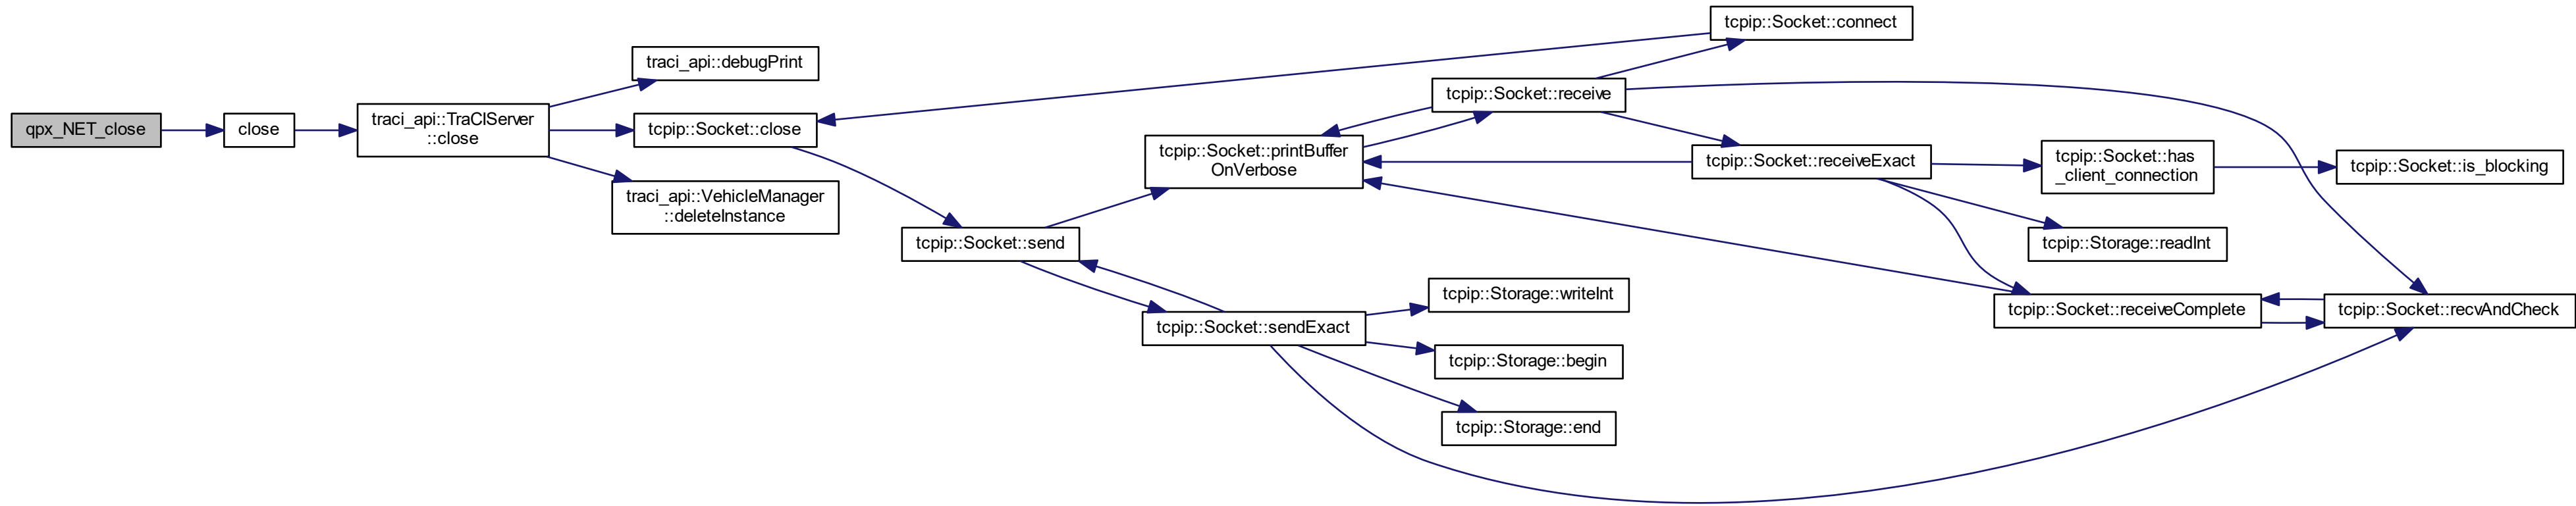 qpx_NET_close
close
traci_api::TraCIServer
::close
traci_api::debugPrint
tcpip::Socket::close
traci_api::VehicleManager
::deleteInstance
tcpip::Socket::send
tcpip::Socket::printBuffer
OnVerbose
tcpip::Socket::sendExact
tcpip::Socket::receive
tcpip::Storage::writeInt
tcpip::Storage::begin
tcpip::Storage::end
tcpip::Socket::connect
tcpip::Socket::receiveExact
tcpip::Socket::has
_client_connection
tcpip::Storage::readInt
tcpip::Socket::receiveComplete
tcpip::Socket::is_blocking
tcpip::Socket::recvAndCheck